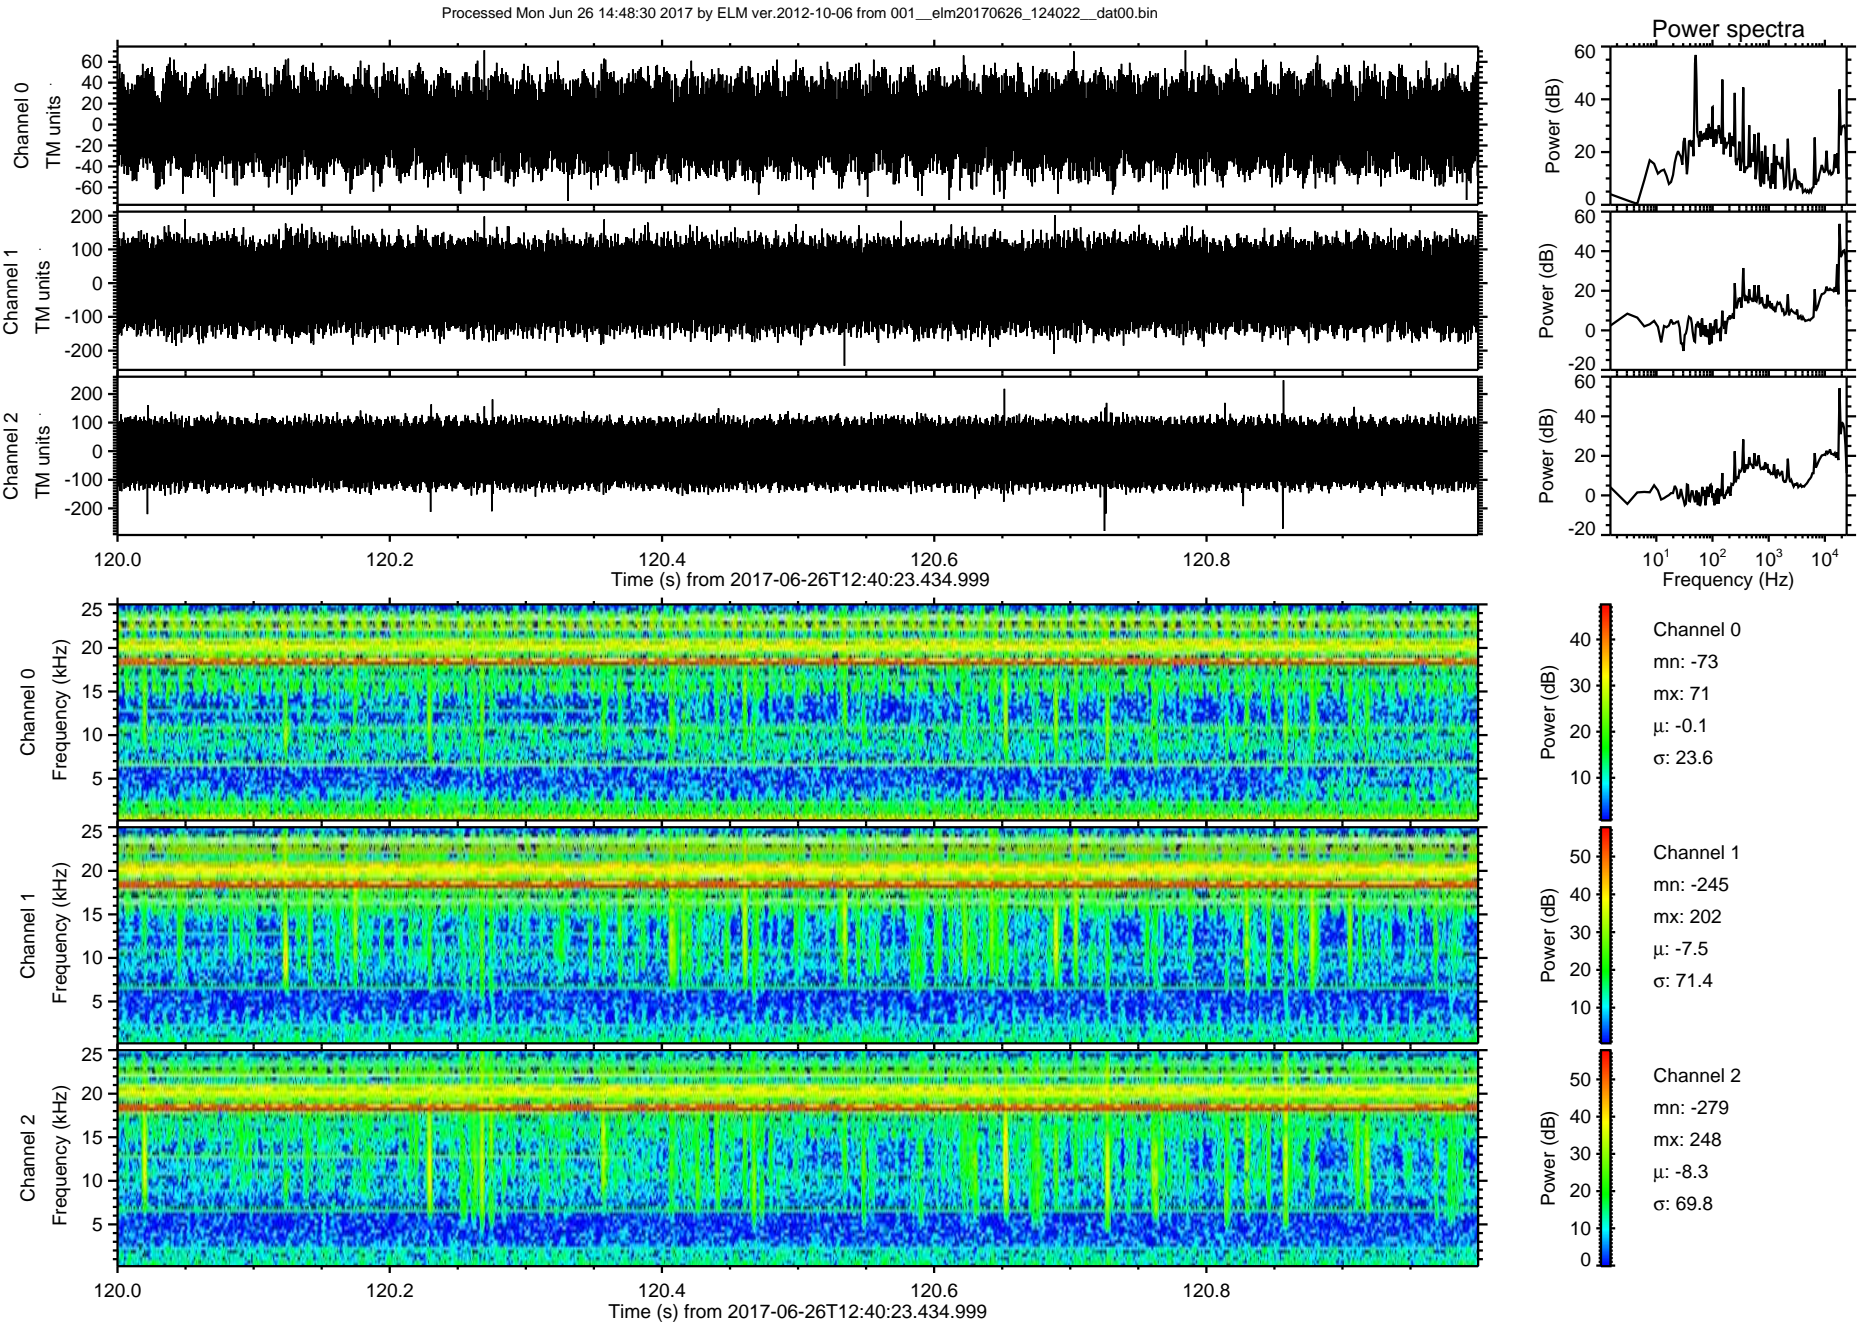 Processed Mon Jun 26 14:48:30 2017 by ELM ver.2012-10-06 from 001__elm20170626_124022__dat00.bin
Power spectra
Channel 0
TM units
60
40
20
0
-20
-40
-60
Power (dB)
60
40
20
0
Channel 1
TM units
200
100
0
-100
-200
Power (dB)
60
40
20
0
-20
Channel 2
TM units
200
100
0
-100
-200
Power (dB)
60
40
20
0
-20
120.0 120.2 120.4 120.6 120.8
Time (s) from 2017-06-26T12:40:23.434.999
10¹ 10² 10³ 10⁴
Frequency (Hz)
Channel 0
Frequency (kHz)
25
20
15
10
5
Power (dB)
40
30
20
10
Channel 0
mn: -73
mx: 71
μ: -0.1
σ: 23.6
Channel 1
Frequency (kHz)
25
20
15
10
5
Power (dB)
50
40
30
20
10
Channel 1
mn: -245
mx: 202
μ: -7.5
σ: 71.4
Channel 2
Frequency (kHz)
25
20
15
10
5
Power (dB)
50
40
30
20
10
0
Channel 2
mn: -279
mx: 248
μ: -8.3
σ: 69.8
120.0 120.2 120.4 120.6 120.8
Time (s) from 2017-06-26T12:40:23.434.999